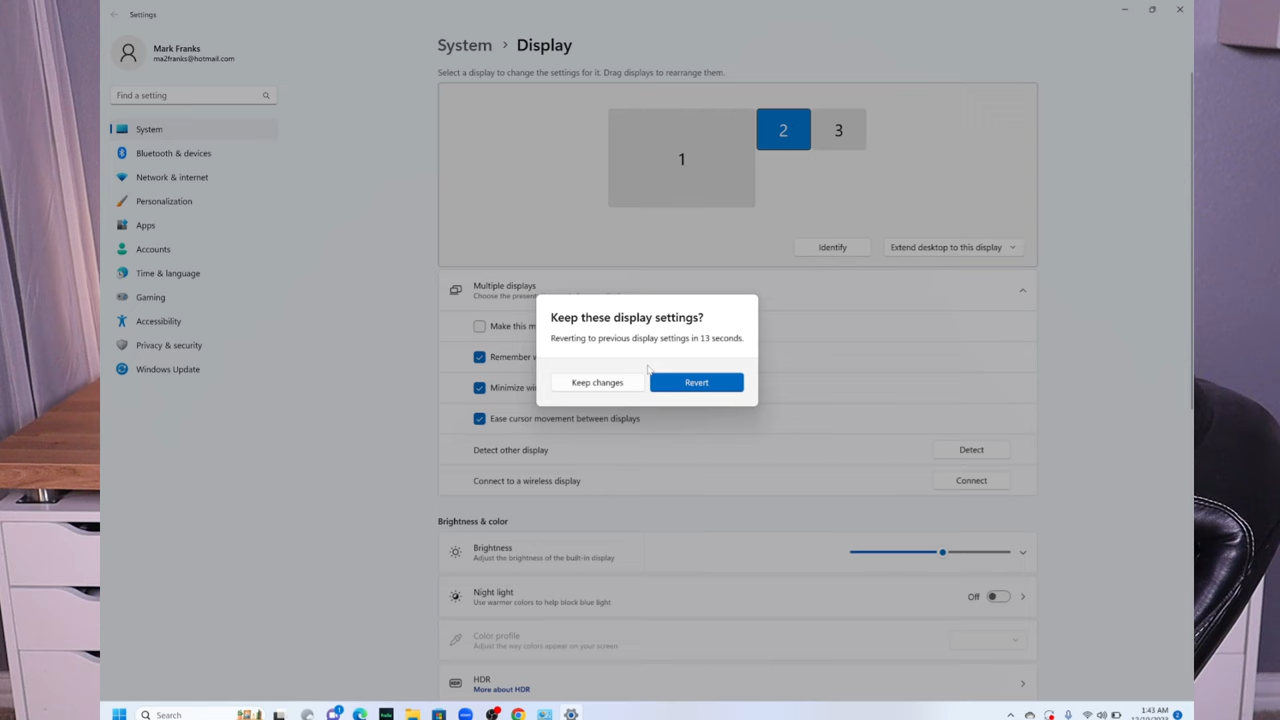 Settings
Mark Franks
ma2franks@hotmail.com
Find a setting
System
Bluetooth & devices
Network & internet
Personalization
Apps
Accounts
Time & language
Gaming
Accessibility
Privacy & security
Windows Update
System > Display
Select a display to change the settings for it. Drag displays to rearrange them.
1
2
3
Identify
Extend desktop to this display
Multiple displays
Choose the
Make this m
Remember
Minimize
Keep these display settings?
Reverting to previous display settings in 13 seconds.
Keep changes
Revert
Ease cursor movement between displays
Detect other display
Detect
Connect to a wireless display
Connect
Brightness & color
Brightness
Adjust the brightness of the built-in display
Night light
Use warmer colors to help block blue light
Off
Color profile
Adjust the way colors appear on your screen
HDR
More about HDR
Search
1:43 AM